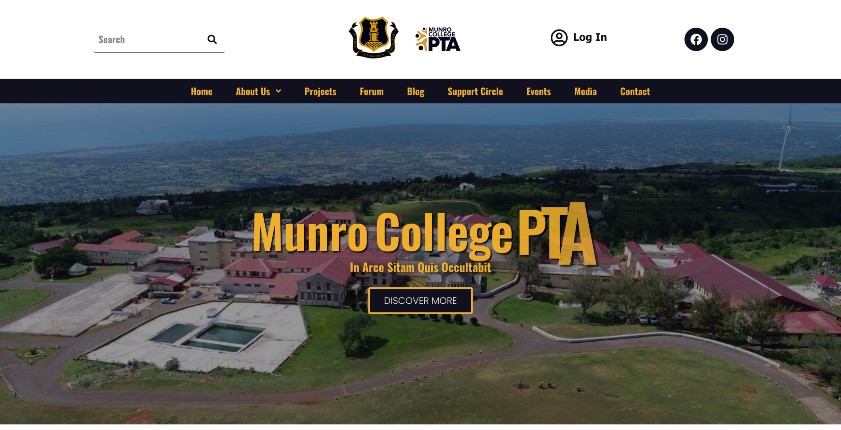 Search
MUNRO
COLLEGE
PTA
Log In
Home About Us Projects Forum Blog Support Circle Events Media Contact
Munro College PTA
In Arce Sitam Quis Occultabit
DISCOVER MORE